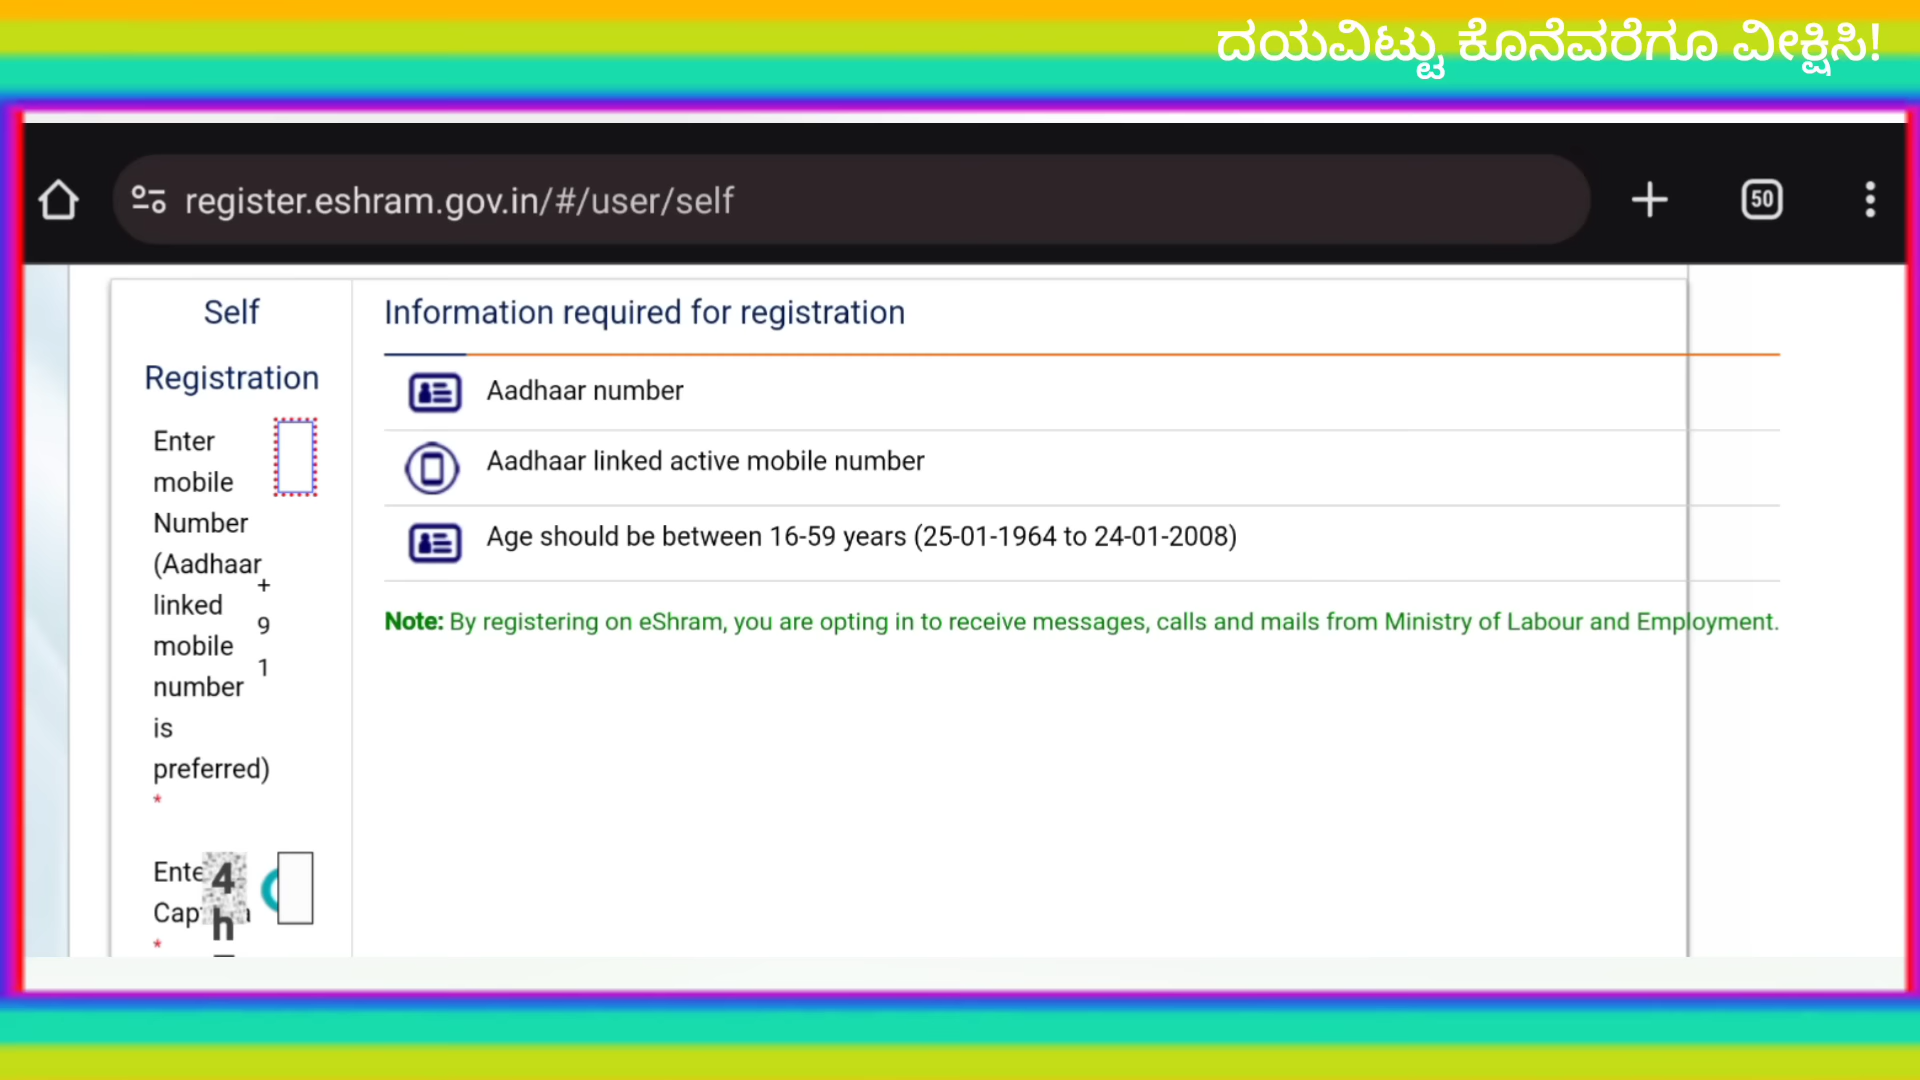 ದಯವಿಟ್ಟು ಕೊನೆವರೆಗೂ ವೀಕ್ಷಿಸಿ!
register.eshram.gov.in/#/user/self
50
Self
Registration
Enter
mobile
Number
(Aadhaar
linked
mobile
number
is
preferred)
*
+
9
1
Ente
Cap
*
4
h
Information required for registration
Aadhaar number
Aadhaar linked active mobile number
Age should be between 16-59 years (25-01-1964 to 24-01-2008)
Note: By registering on eShram, you are opting in to receive messages, calls and mails from Ministry of Labour and Employment.